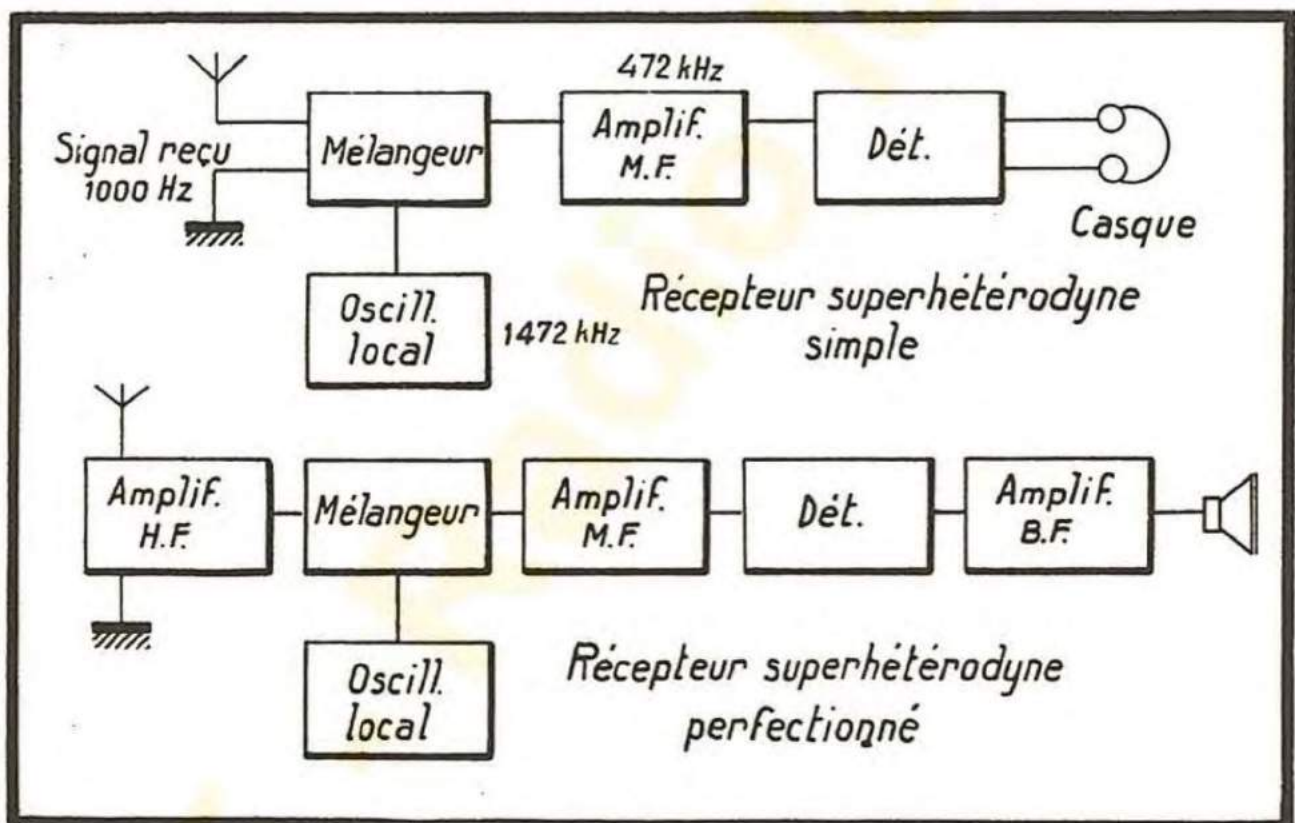 472 kHz
Signal reçu
1000 Hz
Mélangeur
Amplif.
M.F.
Dét.
Casque
Oscill.
local
1472 kHz
Récepteur superhétérodyne
simple
Amplif.
H.F.
Mélangeur
Amplif.
M.F.
Dét.
Amplif.
B.F.
Oscill.
local
Récepteur superhétérodyne
perfectionné